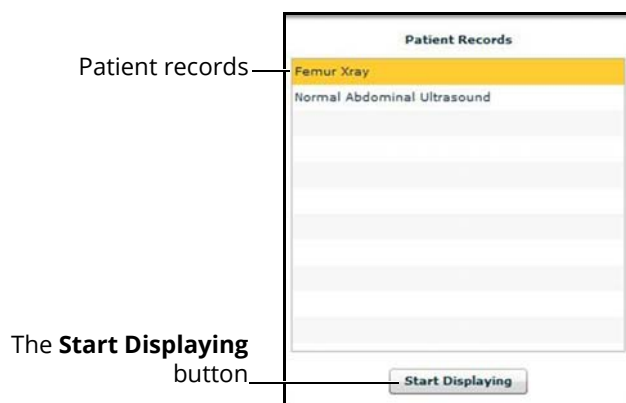 Patient Records
Patient records
Femur Xray
Normal Abdominal Ultrasound
The Start Displaying
button
Start Displaying